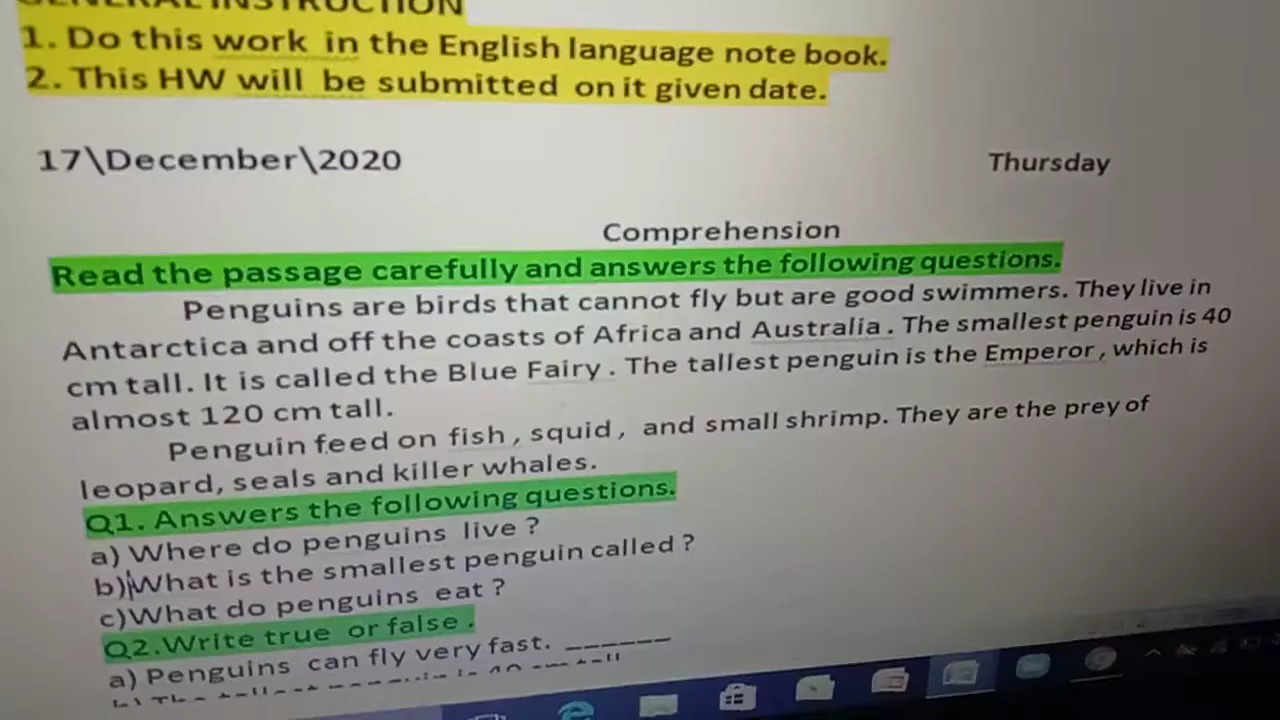 GENERAL INSTRUCTION
1. Do this work in the English language note book.
2. This HW will be submitted on it given date.
17\December\2020 Thursday
Comprehension
Read the passage carefully and answers the following questions.
Penguins are birds that cannot fly but are good swimmers. They live in
Antarctica and off the coasts of Africa and Australia . The smallest penguin is 40
cm tall. It is called the Blue Fairy . The tallest penguin is the Emperor , which is
almost 120 cm tall.
Penguin feed on fish , squid , and small shrimp. They are the prey of
leopard, seals and killer whales.
Q1. Answers the following questions.
a) Where do penguins live ?
b)What is the smallest penguin called ?
c)What do penguins eat ?
Q2.Write true or false .
a) Penguins can fly very fast. ______